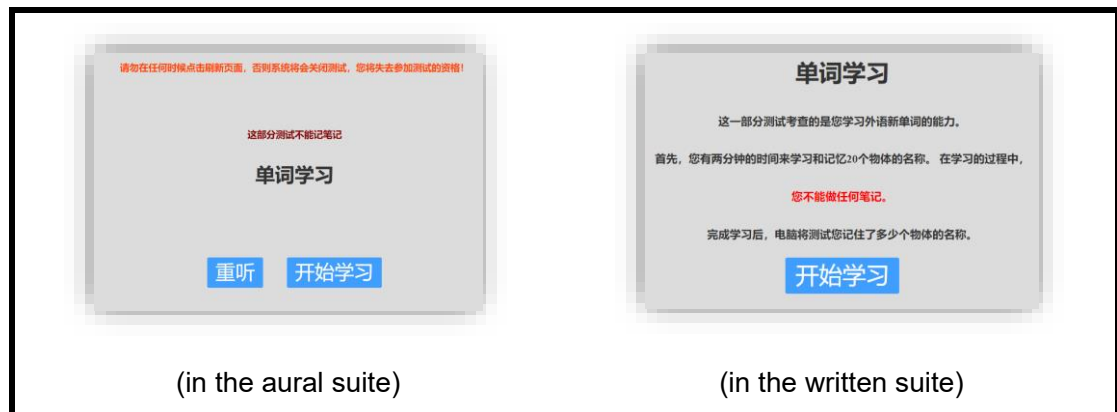 请勿在任何时候点击刷新页面，否则系统将会关闭测试，您将失去参加测试的资格！
这部分测试不能记笔记
单词学习
重听 开始学习
(in the aural suite)
单词学习
这一部分测试考查的是您学习外语新单词的能力。
首先，您有两分钟的时间来学习和记忆20个物体的名称。 在学习的过程中，
您不能做任何笔记。
完成学习后，电脑将测试您记住了多少个物体的名称。
开始学习
(in the written suite)